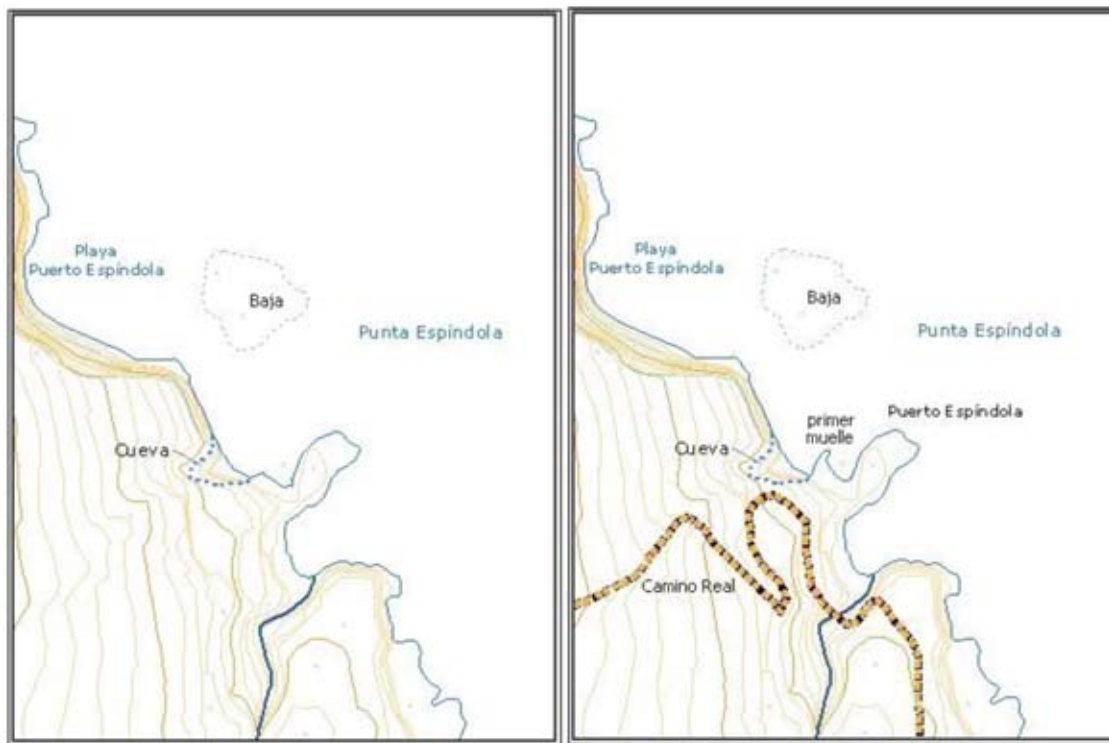 Playa
Puerto Espíndola
Baja
Punta Espíndola
Cueva
Playa
Puerto Espíndola
Baja
Punta Espíndola
Puerto Espíndola
primer
muelle
Cueva
Camino Real